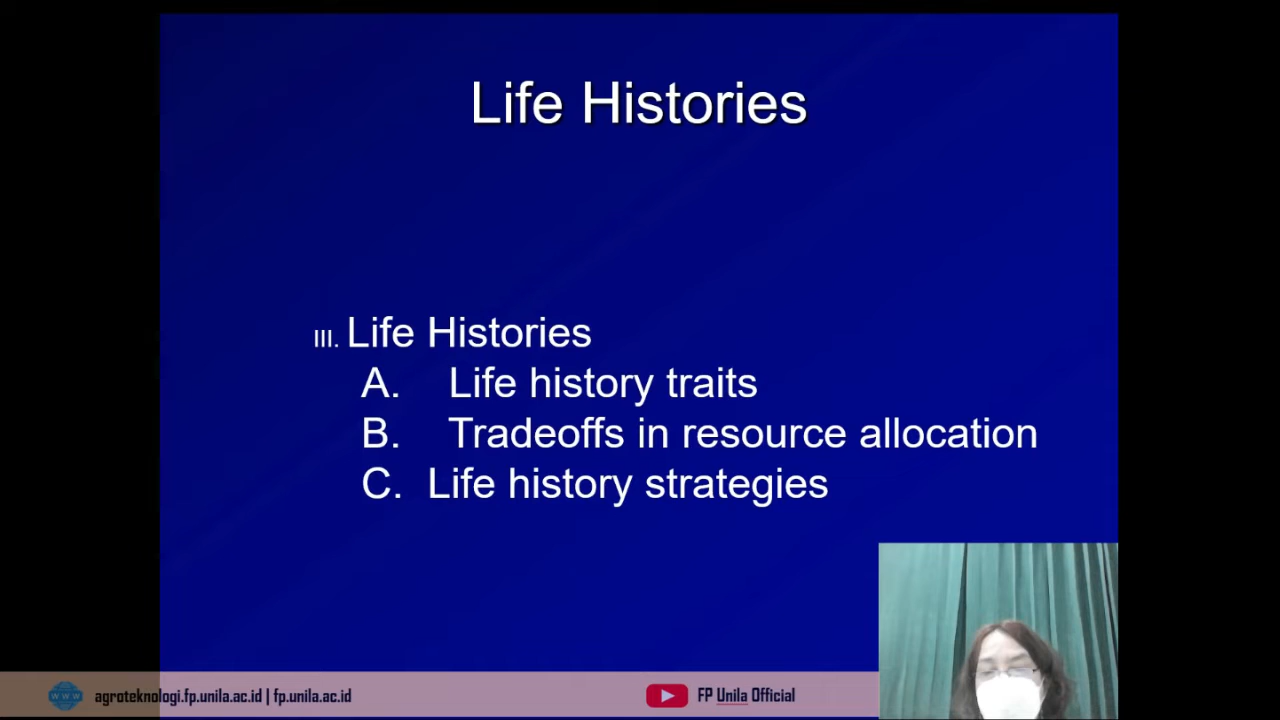 Life Histories
III. Life Histories
A. Life history traits
B. Tradeoffs in resource allocation
C. Life history strategies
WWW agroteknologi.fp.unila.ac.id | fp.unila.ac.id FP Unila Official